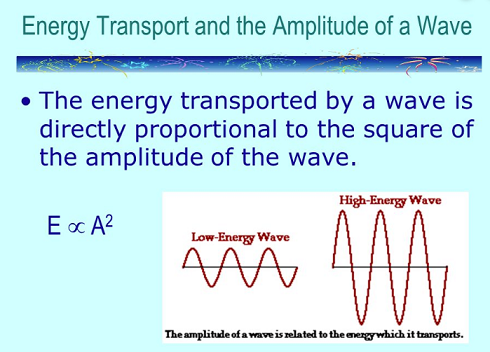 Energy Transport and the Amplitude of a Wave
• The energy transported by a wave is
directly proportional to the square of
the amplitude of the wave.
E ∝ A²
High-Energy Wave
Low-Energy Wave
The amplitude of a wave is related to the energy which it transports.